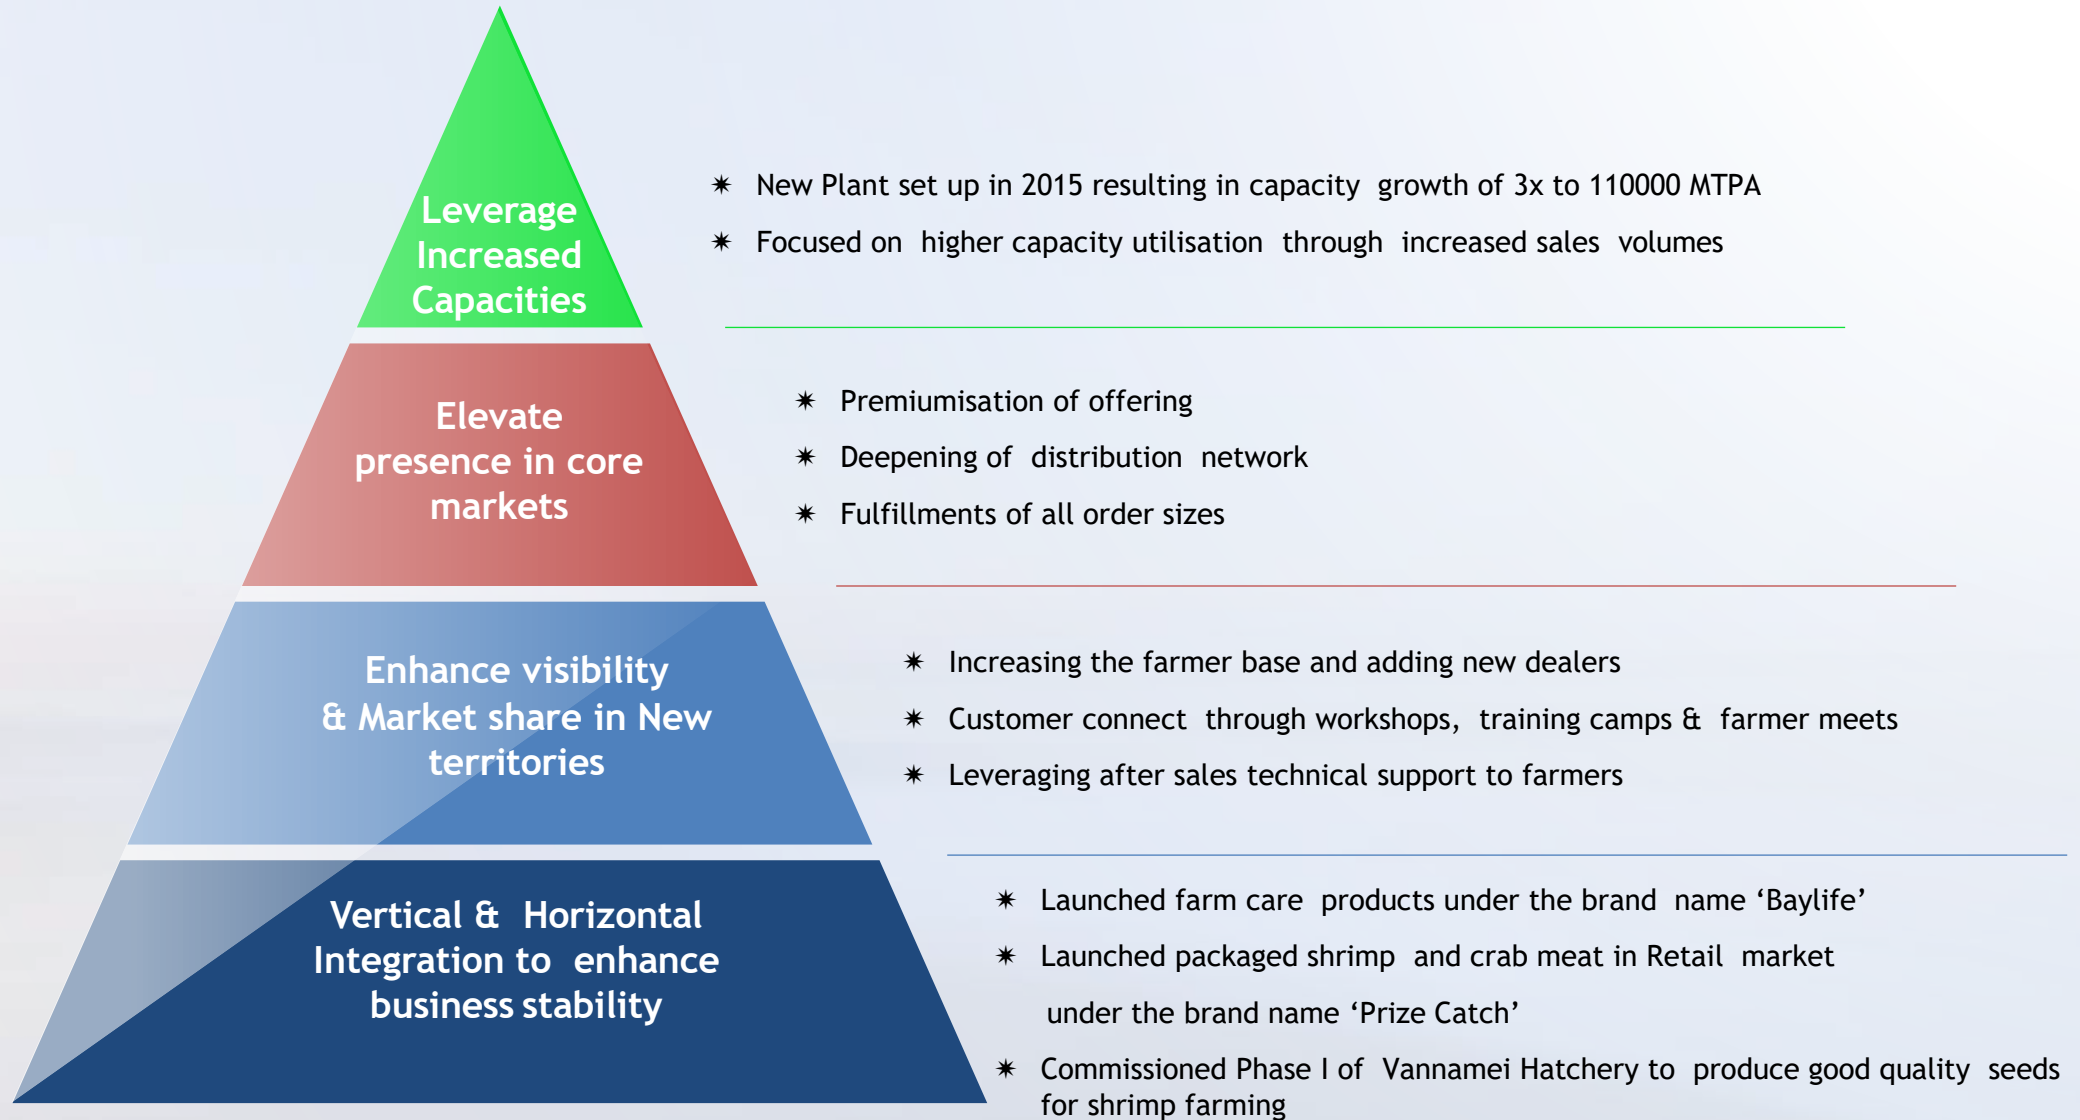 Leverage
Increased
Capacities
✷ New Plant set up in 2015 resulting in capacity growth of 3x to 110000 MTPA
✷ Focused on higher capacity utilisation through increased sales volumes
Elevate
presence in core
markets
✷ Premiumisation of offering
✷ Deepening of distribution network
✷ Fulfillments of all order sizes
Enhance visibility
& Market share in New
territories
✷ Increasing the farmer base and adding new dealers
✷ Customer connect through workshops, training camps & farmer meets
✷ Leveraging after sales technical support to farmers
Vertical & Horizontal
Integration to enhance
business stability
✷ Launched farm care products under the brand name ‘Baylife’
✷ Launched packaged shrimp and crab meat in Retail market
under the brand name ‘Prize Catch’
✷ Commissioned Phase I of Vannamei Hatchery to produce good quality seeds
for shrimp farming